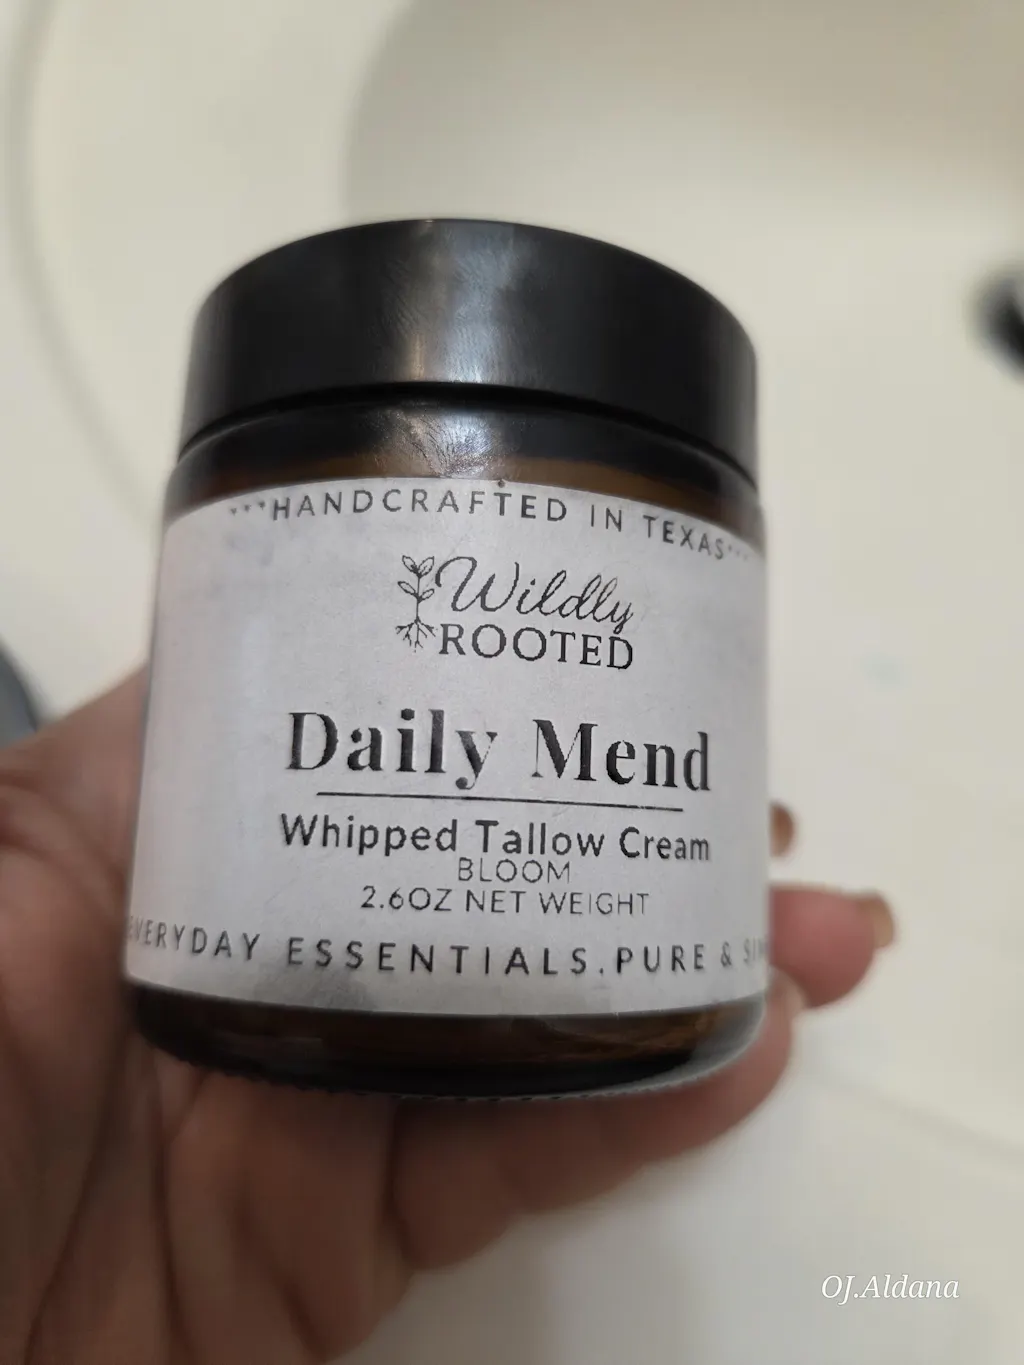 HANDCRAFTED IN TEXAS
Wildly
ROOTED
Daily Mend
Whipped Tallow Cream
BLOOM
2.6OZ NET WEIGHT
EVERYDAY ESSENTIALS.PURE &
OJ.Aldana